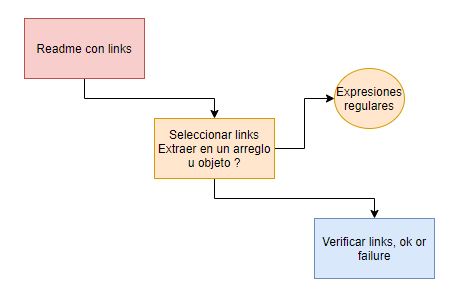 Readme con links
Expresiones
regulares
Seleccionar links
Extraer en un arreglo
u objeto ?
Verificar links, ok or
failure